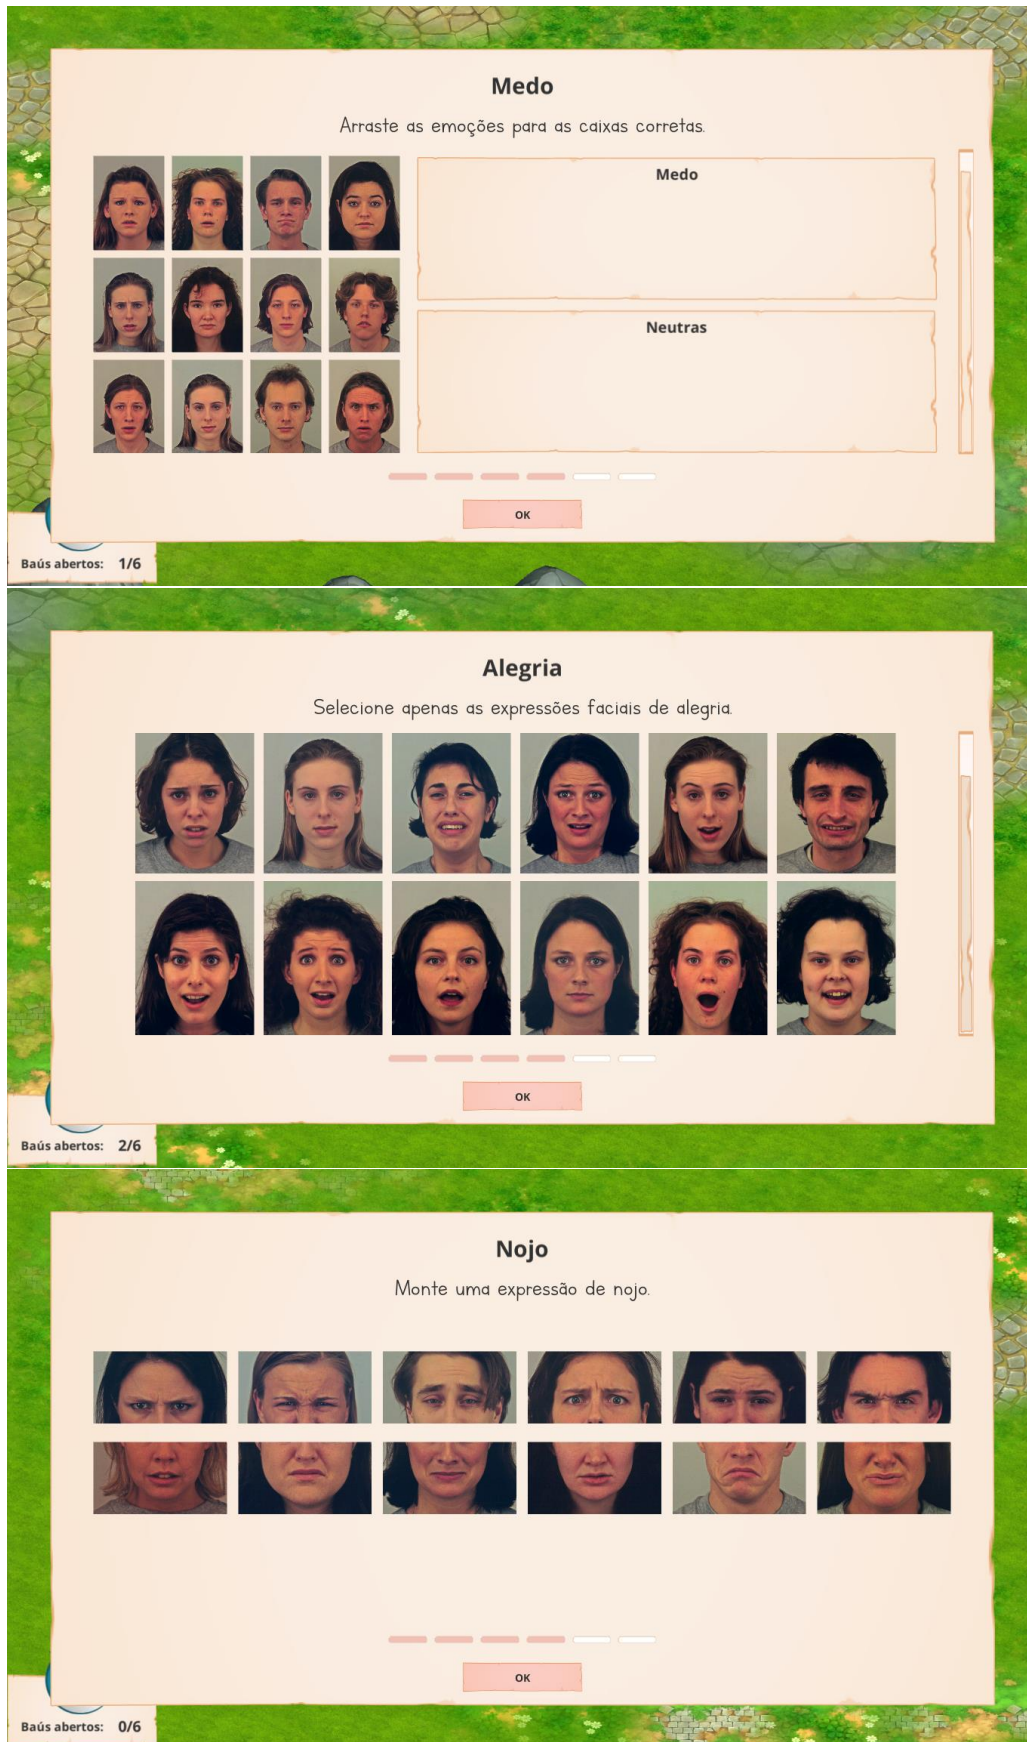 Medo
Arraste as emoções para as caixas corretas.
Medo
Neutras
OK
Baús abertos: 1/6
Alegria
Selecione apenas as expressões faciais de alegria.
OK
Baús abertos: 2/6
Nojo
Monte uma expressão de nojo.
OK
Baús abertos: 0/6